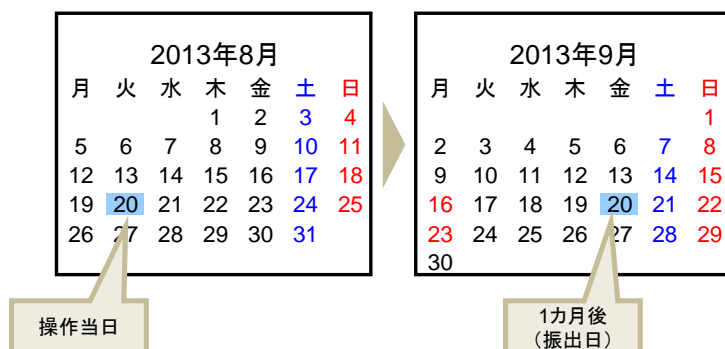 2013年8月
月 火 水 木 金 土 日
1 2 3 4
5 6 7 8 9 10 11
12 13 14 15 16 17 18
19 20 21 22 23 24 25
26 27 28 29 30 31
操作当日
2013年9月
月 火 水 木 金 土 日
1
2 3 4 5 6 7 8
9 10 11 12 13 14 15
16 17 18 19 20 21 22
23 24 25 26 27 28 29
30
1カ月後
（振出日）